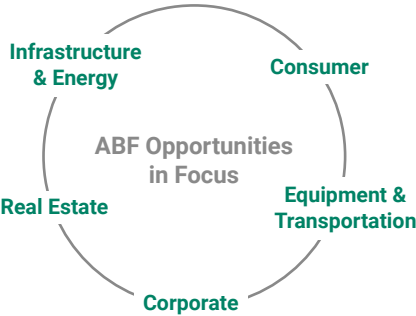 Infrastructure
& Energy
Consumer
ABF Opportunities
in Focus
Real Estate
Equipment &
Transportation
Corporate